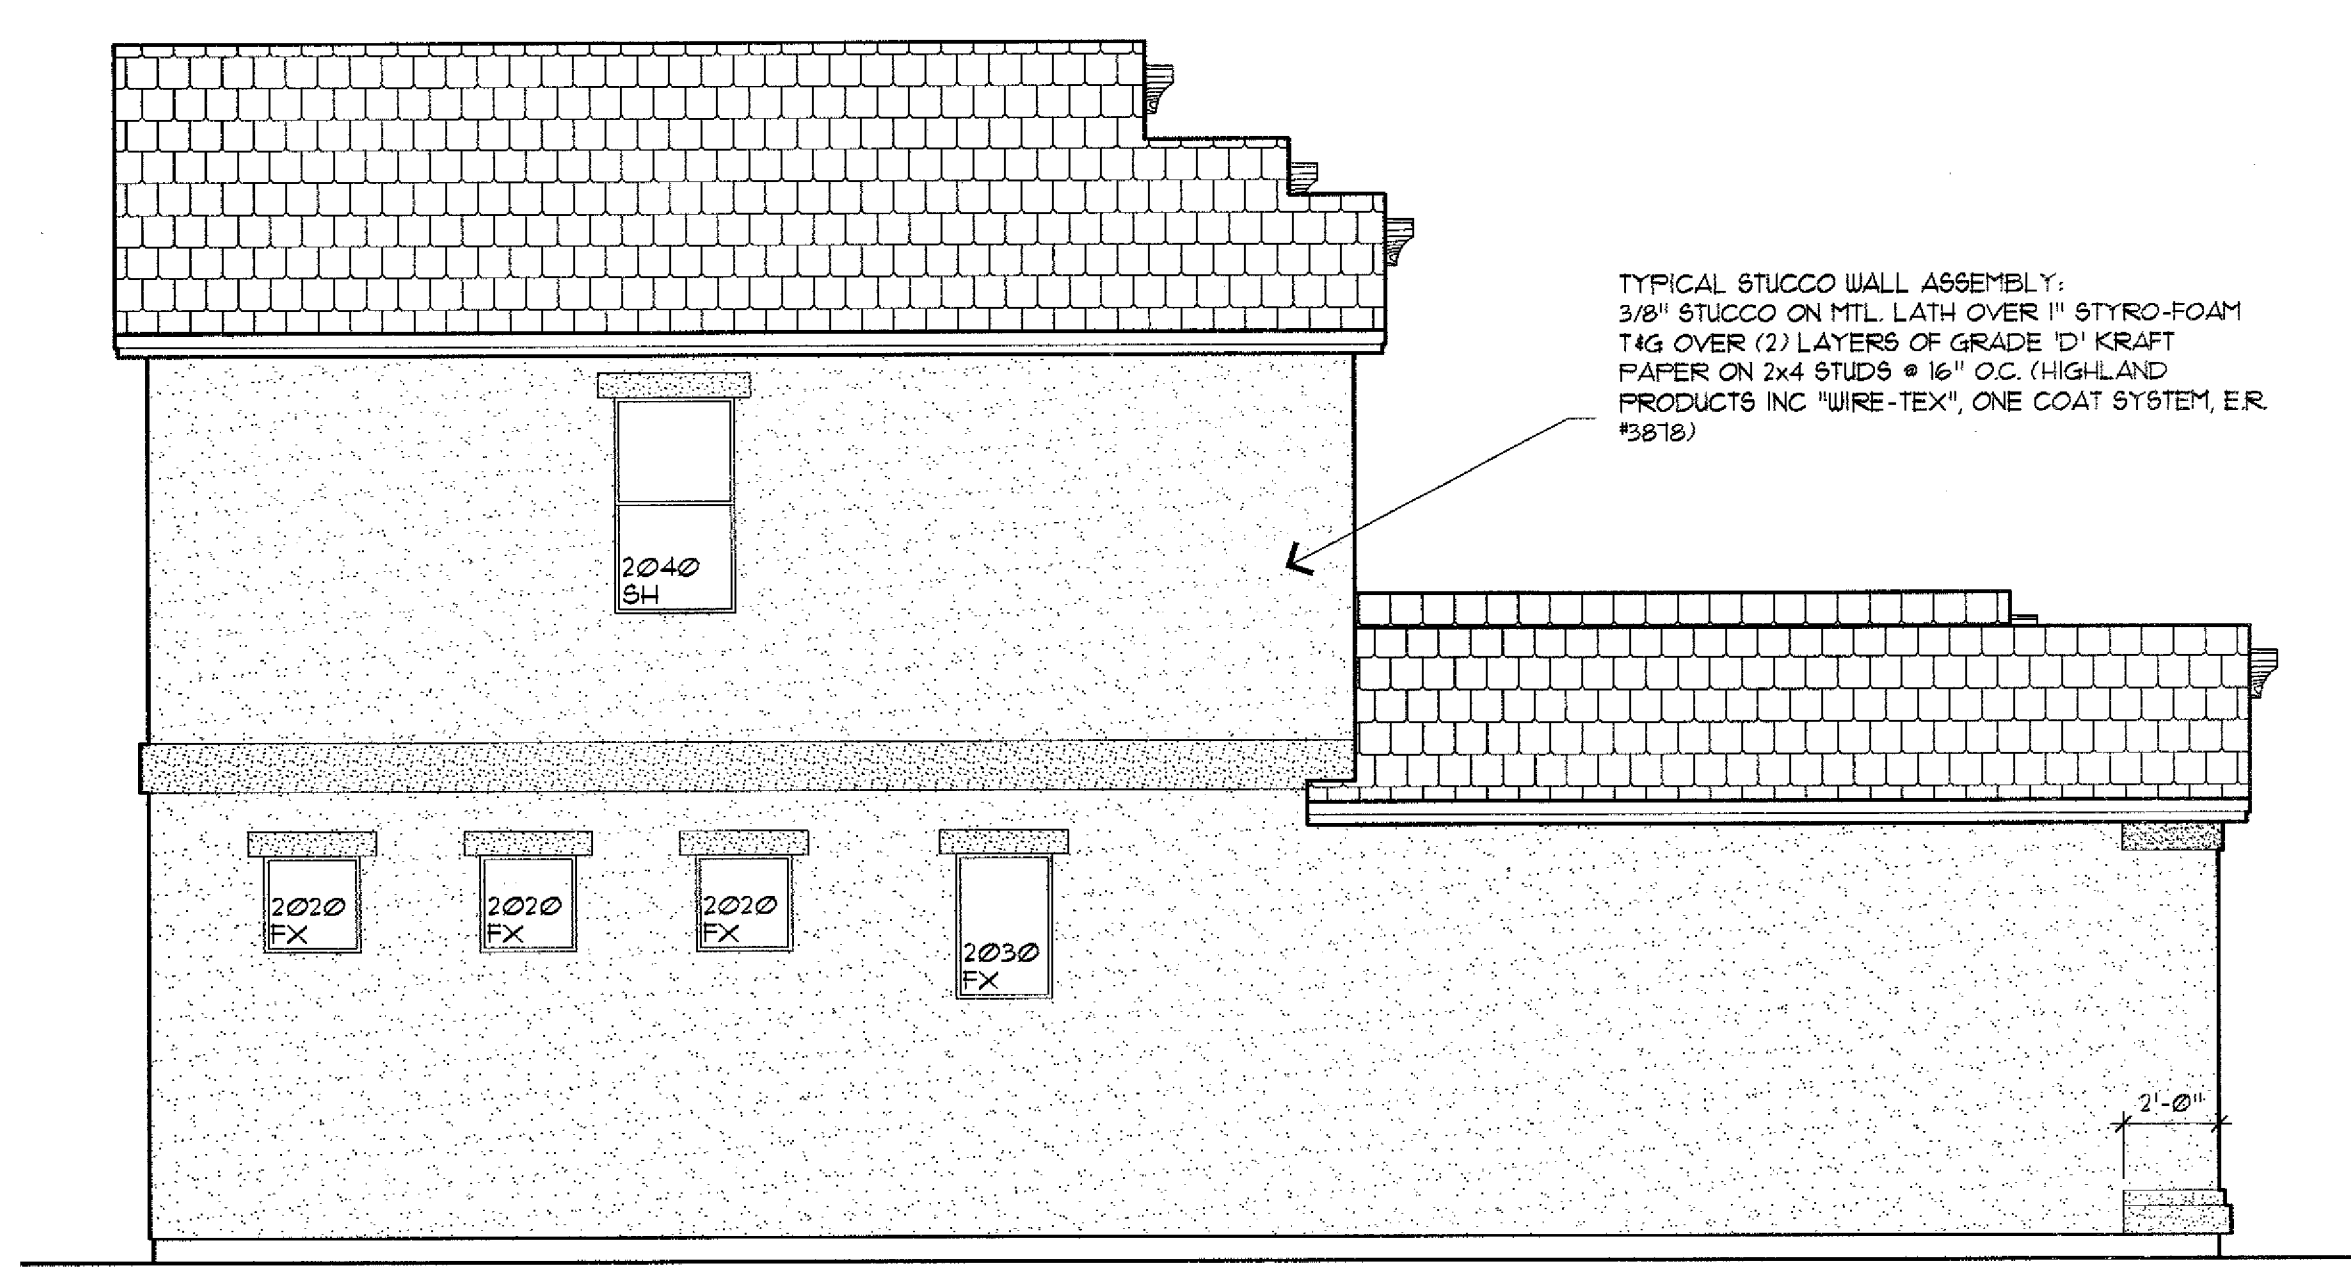 TYPICAL STUCCO WALL ASSEMBLY:
3/8" STUCCO ON MTL. LATH OVER 1" STYRO-FOAM
T&G OVER (2) LAYERS OF GRADE 'D' KRAFT
PAPER ON 2x4 STUDS @ 16" O.C. (HIGHLAND
PRODUCTS INC "WIRE-TEX", ONE COAT SYSTEM, E.R.
#3878)
2040
SH
2020
FX
2020
FX
2020
FX
2030
FX
2'-0"